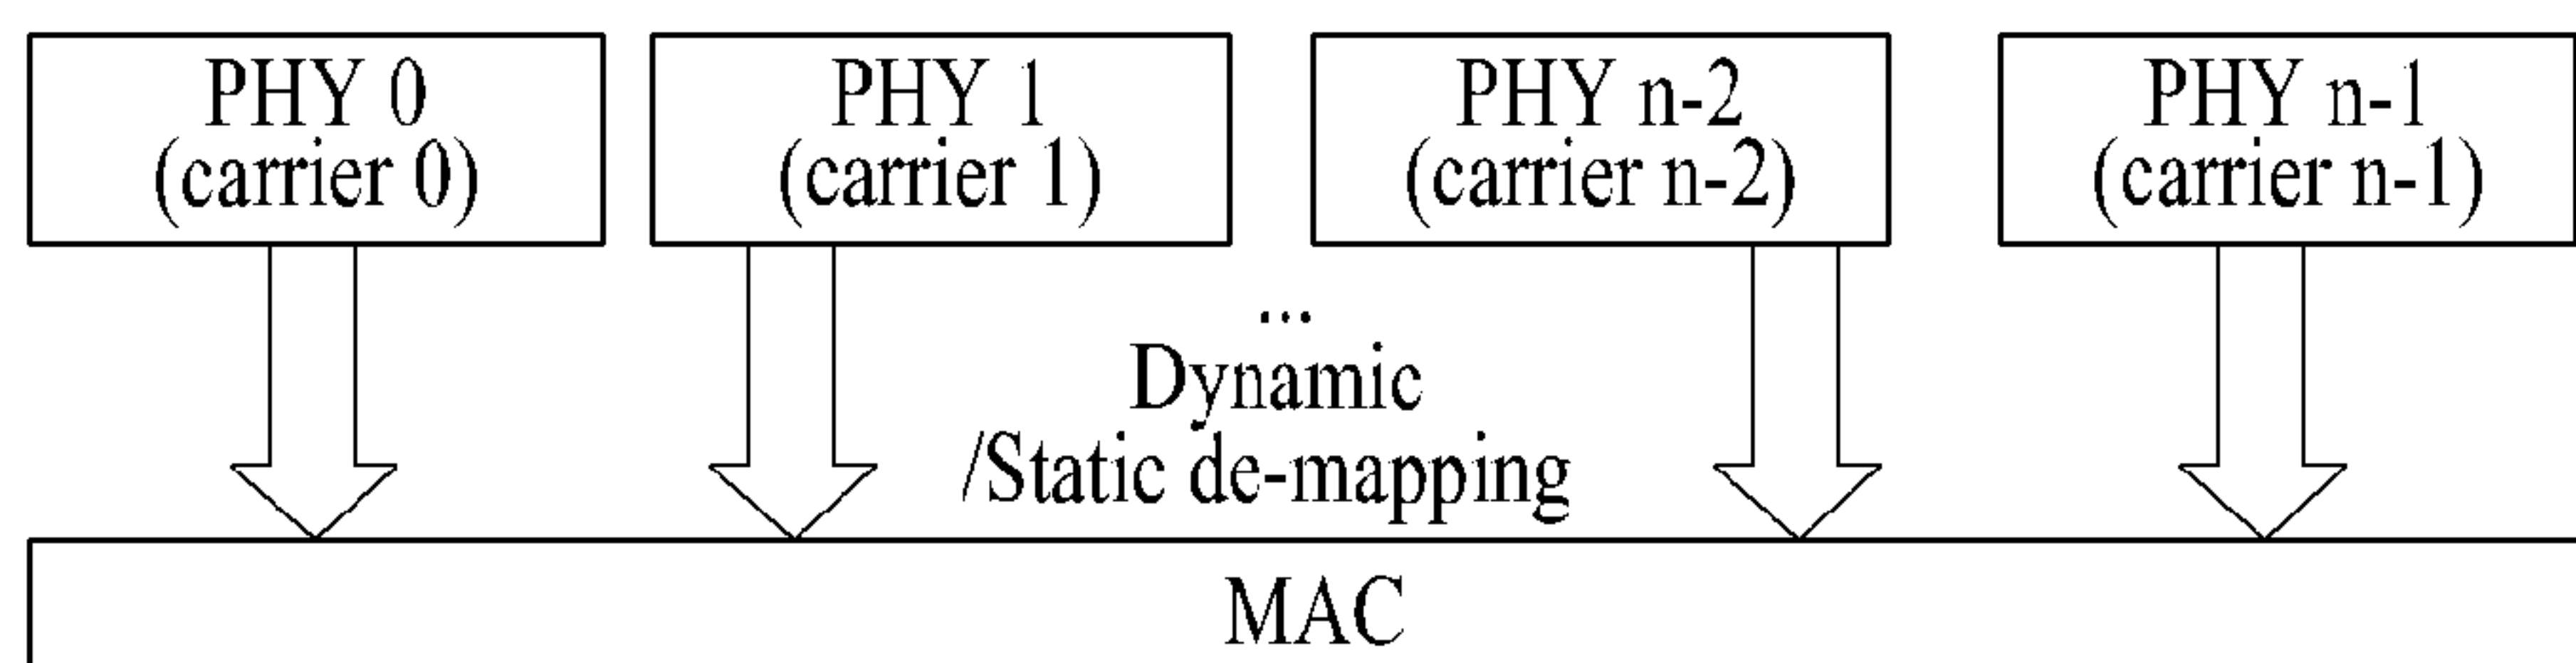 PHY 0
(carrier 0)
PHY 1
(carrier 1)
PHY n-2
(carrier n-2)
PHY n-1
(carrier n-1)
...
Dynamic
/Static de-mapping
MAC